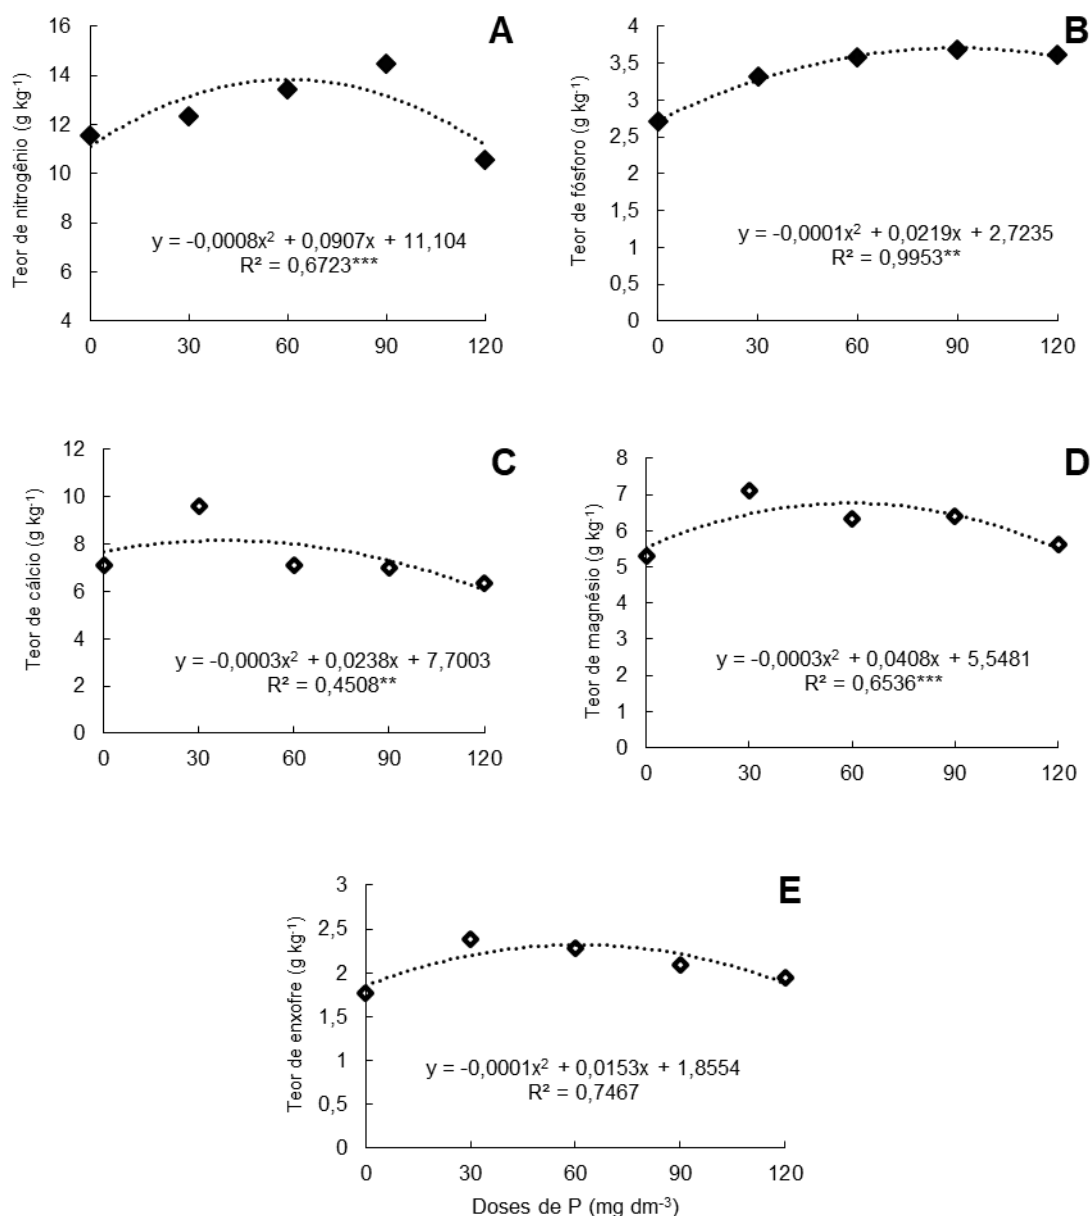 A
Teor de nitrogênio (g kg-1)
16
14
12
10
8
6
4
y = -0,0008x² + 0,0907x + 11,104
R² = 0,6723***
0 30 60 90 120
B
Teor de fósforo (g kg-1)
4
3,5
3
2,5
2
1,5
1
0,5
0
y = -0,0001x² + 0,0219x + 2,7235
R² = 0,9953**
0 30 60 90 120
C
Teor de cálcio (g kg-1)
12
10
8
6
4
2
0
y = -0,0003x² + 0,0238x + 7,7003
R² = 0,4508**
0 30 60 90 120
D
Teor de magnésio (g kg-1)
8
7
6
5
4
3
2
1
0
y = -0,0003x² + 0,0408x + 5,5481
R² = 0,6536***
0 30 60 90 120
E
Teor de enxofre (g kg-1)
3
2,5
2
1,5
1
0,5
0
y = -0,0001x² + 0,0153x + 1,8554
R² = 0,7467
0 30 60 90 120
Doses de P (mg dm-3)